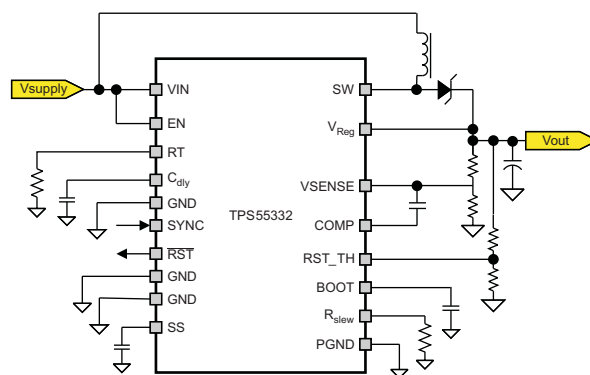 Vsupply
VIN
EN
RT
Cdly
GND
SYNC
RST
GND
GND
SS
TPS55332
SW
VReg
VSENSE
COMP
RST_TH
BOOT
Rslew
PGND
Vout